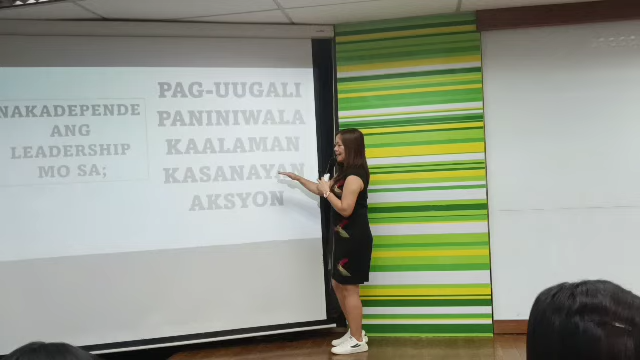 NAKADEPENDE
ANG
LEADERSHIP
MO SA;
PAG-UUGALI
PANINIWALA
KAALAMAN
KASANAYAN
AKSYON